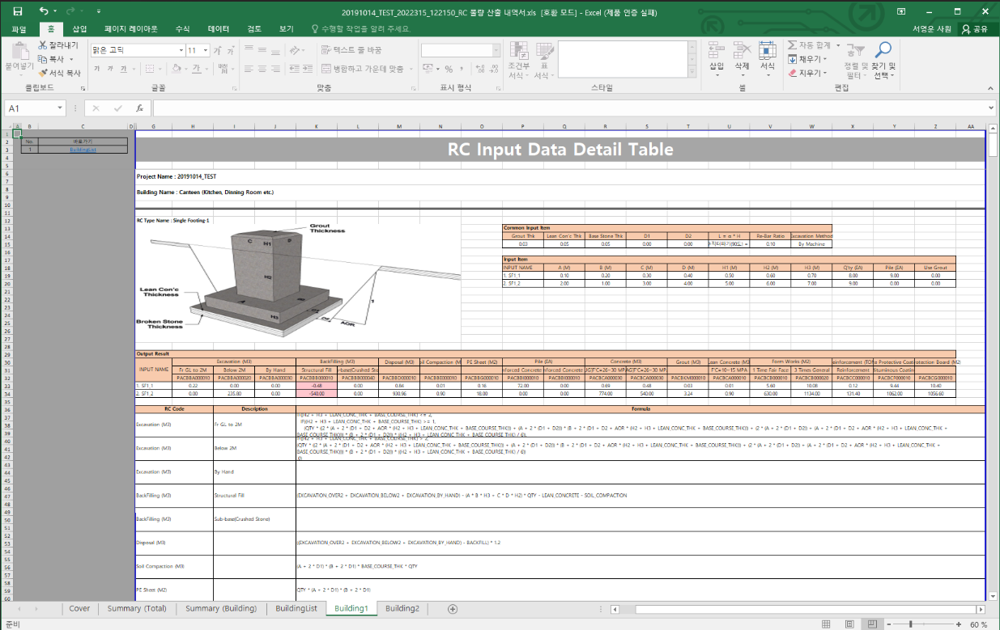 20191014_TEST_2022315_122150_RC 물량 산출 내역서.xls [호환 모드] - Excel (제품 인증 실패)
파일 홈 삽입 페이지 레이아웃 수식 데이터 검토 보기 수행할 작업을 알려 주세요. 서영운 사원 공유
붙여넣기 잘라내기 복사 서식 복사 클립보드
맑은 고딕 11 가 가 가 가 가 글꼴
텍스트 줄 바꿈 병합하고 가운데 맞춤 맞춤
표시 형식
조건부 서식 표 서식 스타일
삽입 삭제 서식 셀
자동 합계 채우기 지우기 정렬 및 필터 찾기 및 선택 편집
A1 fx
A B C D G H I J K L M N O P Q R S T U V W X Y Z AA
No. 바로가기
1 BuildingList
RC Input Data Detail Table
Project Name : 20191014_TEST
Building Name : Canteen (Kitchen, Dinning Room etc.)
RC Type Name : Single Footing-1
Grout Thickness
C H1 D
H2
Lean Con'c Thickness
Broken Stone Thickness
A H3 AOR 1
Common Input Item
Grout Thk Lean Con'c Thk Base Stone Thk D1 D2 L = α * H Re-Bar Ratio Excavation Method
0.03 0.05 0.05 0.00 0.00 터파기(90도) = 0.10 By Machine
Input Item
INPUT NAME A (M) B (M) C (M) D (M) H1 (M) H2 (M) H3 (M) Q'ty (EA) Pile (EA) Use Grout
1. SF1_1 0.10 0.20 0.30 0.40 0.50 0.60 0.70 8.00 9.00 0.00
2. SF1_2 2.00 1.00 3.00 4.00 5.00 6.00 7.00 9.00 0.00 0.00
Output Result
INPUT NAME Excavation (M3) BackFilling (M3) Disposal (M3) oil Compaction (M PE Sheet (M2) Pile (EA) Concrete (M3) Grout (M3) Lean Concrete (M3 Form Works (M2) einforcement (TO e Protective Coati otection Board (M2)
Fr GL to 2M Below 2M By Hand Structural Fill -base(Crushed Sto nforced Concrete nforced Concrete F'C=26~30 MP F'C=26~30 MP F'C=10~15 MPA 1 Time Fair Face 3 Times General Reinforcement ituminous Coatin
PACBBA000010 PACBBA000020 PACBBA000030 PACBBB000010 PACBBB000040 PACBBD000010 PACBBE000010 PACBBG000010 PACBBI000010 PACBBI000010 PACBCA000030 PACBCA000030 PACBKM000010 PACBCA000010 PACBCB000010 PACBCB000020 PACBCC000010 PACBCF000010 PACBCG000010
1. SF1_1 0.22 0.00 0.00 -0.48 0.00 0.84 0.01 0.16 72.00 0.00 0.69 0.48 0.03 0.01 5.60 10.08 0.12 9.44 10.40
2. SF1_2 0.00 235.80 0.00 -540.00 0.00 930.96 0.90 18.00 0.00 0.00 774.00 540.00 3.24 0.90 630.00 1134.00 131.40 1062.00 1056.60
RC Code Description Formula
Excavation (M3) Fr GL to 2M
IF((H2 + H3 + LEAN_CONC_THK + BASE_COURSE_THK) <= 2,
IF((H2 + H3 + LEAN_CONC_THK + BASE_COURSE_THK) >= 1,
(QTY * (2 * (A + 2 * (D1 + D2)) + (A + 2 * (D1 + D2 + AOR * (H2 + H3 + LEAN_CONC_THK + BASE_COURSE_THK))) * (B + 2 * (D1 + D2 + AOR * (H2 + H3 + LEAN_CONC_THK + BASE_COURSE_THK))) + (2 * (A + 2 * (D1 + D2)) + (A + 2 * (D1 + D2 + AOR * (H2 + H3 + LEAN_CONC_THK +
BASE_COURSE_THK)))) * (B + 2 * (D1 + D2))) * ((H2 + H3 + LEAN_CONC_THK + BASE_COURSE_THK) / 6)),
Excavation (M3) Below 2M
IF((H2 + H3 + LEAN_CONC_THK + BASE_COURSE_THK) > 2,
(QTY * (2 * (A + 2 * (D1 + D2)) + (A + 2 * (D1 + D2 + AOR * (H2 + H3 + LEAN_CONC_THK + BASE_COURSE_THK))) + (A + 2 * (D1 + D2)) * (B + 2 * (D1 + D2 + AOR * (H2 + H3 + LEAN_CONC_THK + BASE_COURSE_THK))) + (2 * (A + 2 * (D1 + D2)) + (A + 2 * (D1 + D2 + AOR * (H2 + H3 + LEAN_CONC_THK +
BASE_COURSE_THK)))) * (B + 2 * (D1 + D2))) * ((H2 + H3 + LEAN_CONC_THK + BASE_COURSE_THK) / 6))
,0)
Excavation (M3) By Hand
BackFilling (M3) Structural Fill (EXCAVATION_OVER2 + EXCAVATION_BELOW2 + EXCAVATION_BY_HAND) - (A * B * H3 + C * D * H2) * QTY - LEAN_CONCRETE - SOIL_COMPACTION
BackFilling (M3) Sub-base(Crushed Stone)
Disposal (M3) ((EXCAVATION_OVER2 + EXCAVATION_BELOW2 + EXCAVATION_BY_HAND) - BACKFILL) * 1.2
Soil Compaction (M3) (A + 2 * D1) * (B + 2 * D1) * BASE_COURSE_THK * QTY
PE Sheet (M2) QTY * (A + 2 * D1) * (B + 2 * D1)
Cover Summary (Total) Summary (Building) BuildingList Building1 Building2
준비 60 %